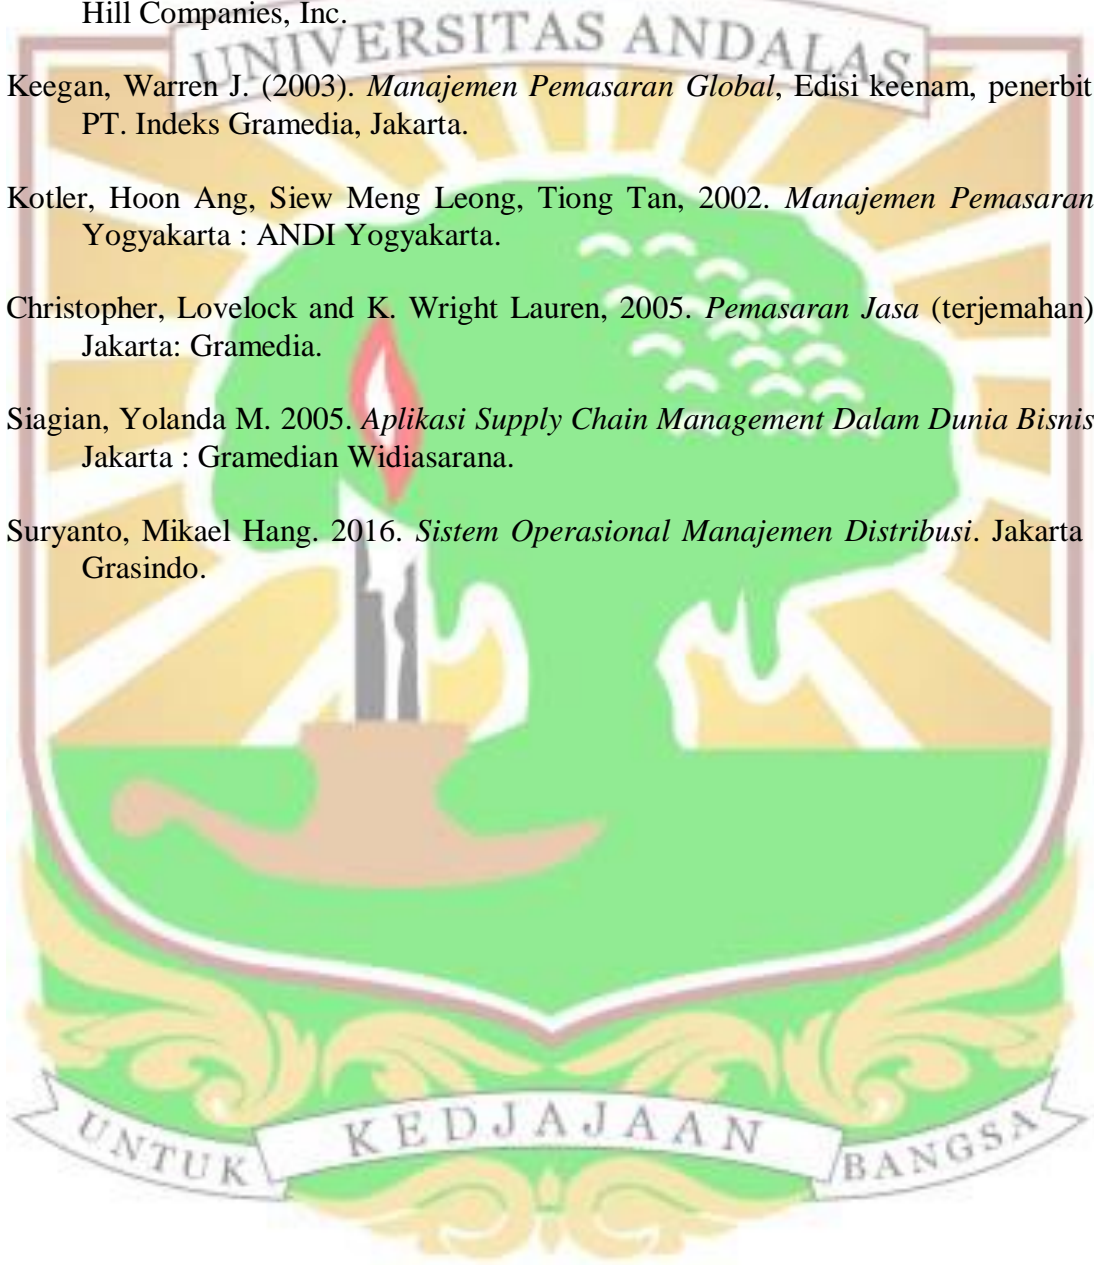 Hill Companies, Inc.
UNIVERSITAS ANDALAS
Keegan, Warren J. (2003). Manajemen Pemasaran Global, Edisi keenam, penerbit
PT. Indeks Gramedia, Jakarta.
Kotler, Hoon Ang, Siew Meng Leong, Tiong Tan, 2002. Manajemen Pemasaran
Yogyakarta : ANDI Yogyakarta.
Christopher, Lovelock and K. Wright Lauren, 2005. Pemasaran Jasa (terjemahan)
Jakarta: Gramedia.
Siagian, Yolanda M. 2005. Aplikasi Supply Chain Management Dalam Dunia Bisnis
Jakarta : Gramedian Widiasarana.
Suryanto, Mikael Hang. 2016. Sistem Operasional Manajemen Distribusi. Jakarta
Grasindo.
UNTUK KEDJAJAAN BANGSA